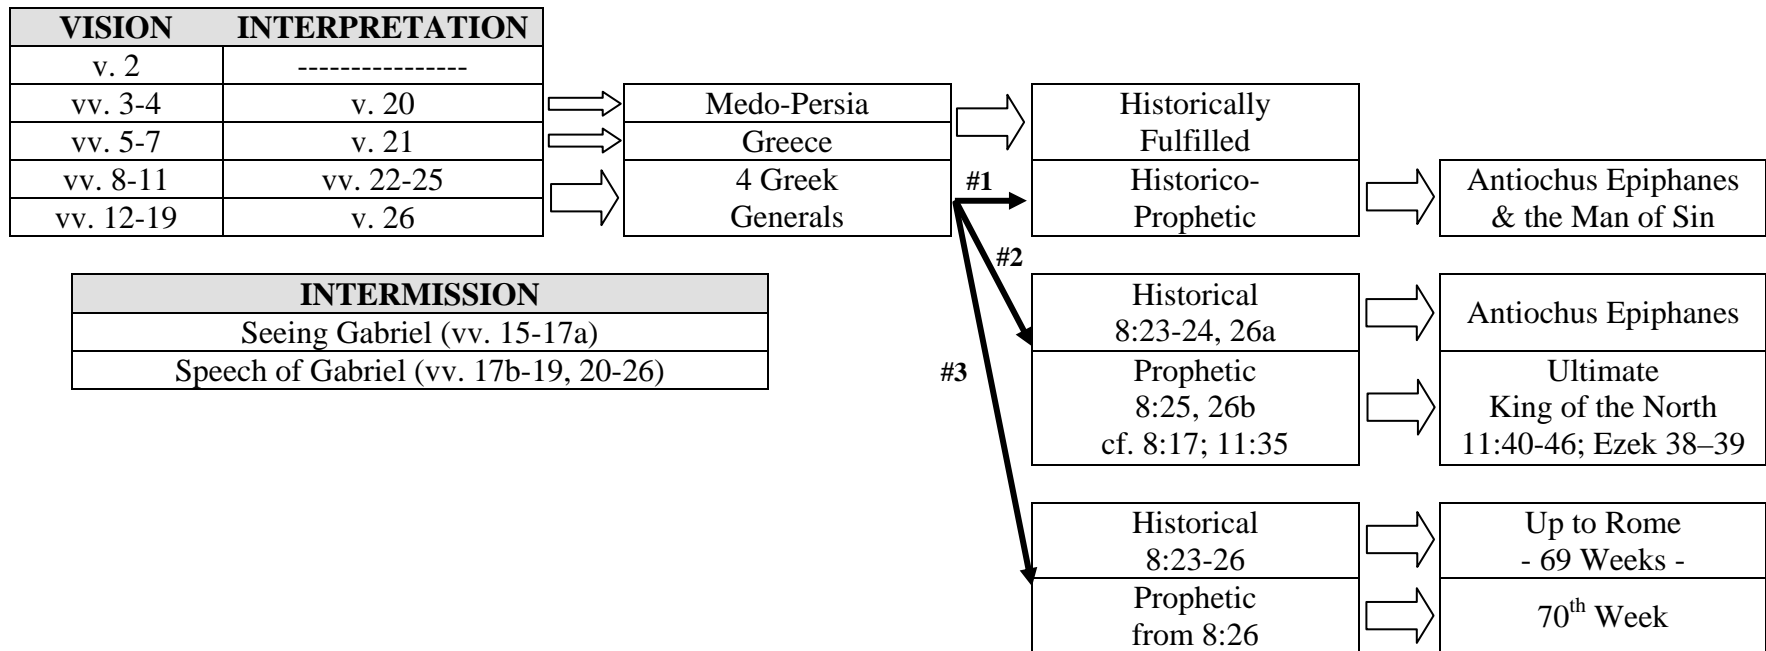 VISION INTERPRETATION
v. 2 ----------------
vv. 3-4 v. 20
vv. 5-7 v. 21
vv. 8-11 vv. 22-25
vv. 12-19 v. 26
Medo-Persia
Greece
4 Greek
Generals
#1
#2
#3
Historically
Fulfilled
Historico-
Prophetic
Antiochus Epiphanes
& the Man of Sin
INTERMISSION
Seeing Gabriel (vv. 15-17a)
Speech of Gabriel (vv. 17b-19, 20-26)
Historical
8:23-24, 26a
Antiochus Epiphanes
Prophetic
8:25, 26b
cf. 8:17; 11:35
Ultimate
King of the North
11:40-46; Ezek 38–39
Historical
8:23-26
Up to Rome
- 69 Weeks -
Prophetic
from 8:26
70th Week